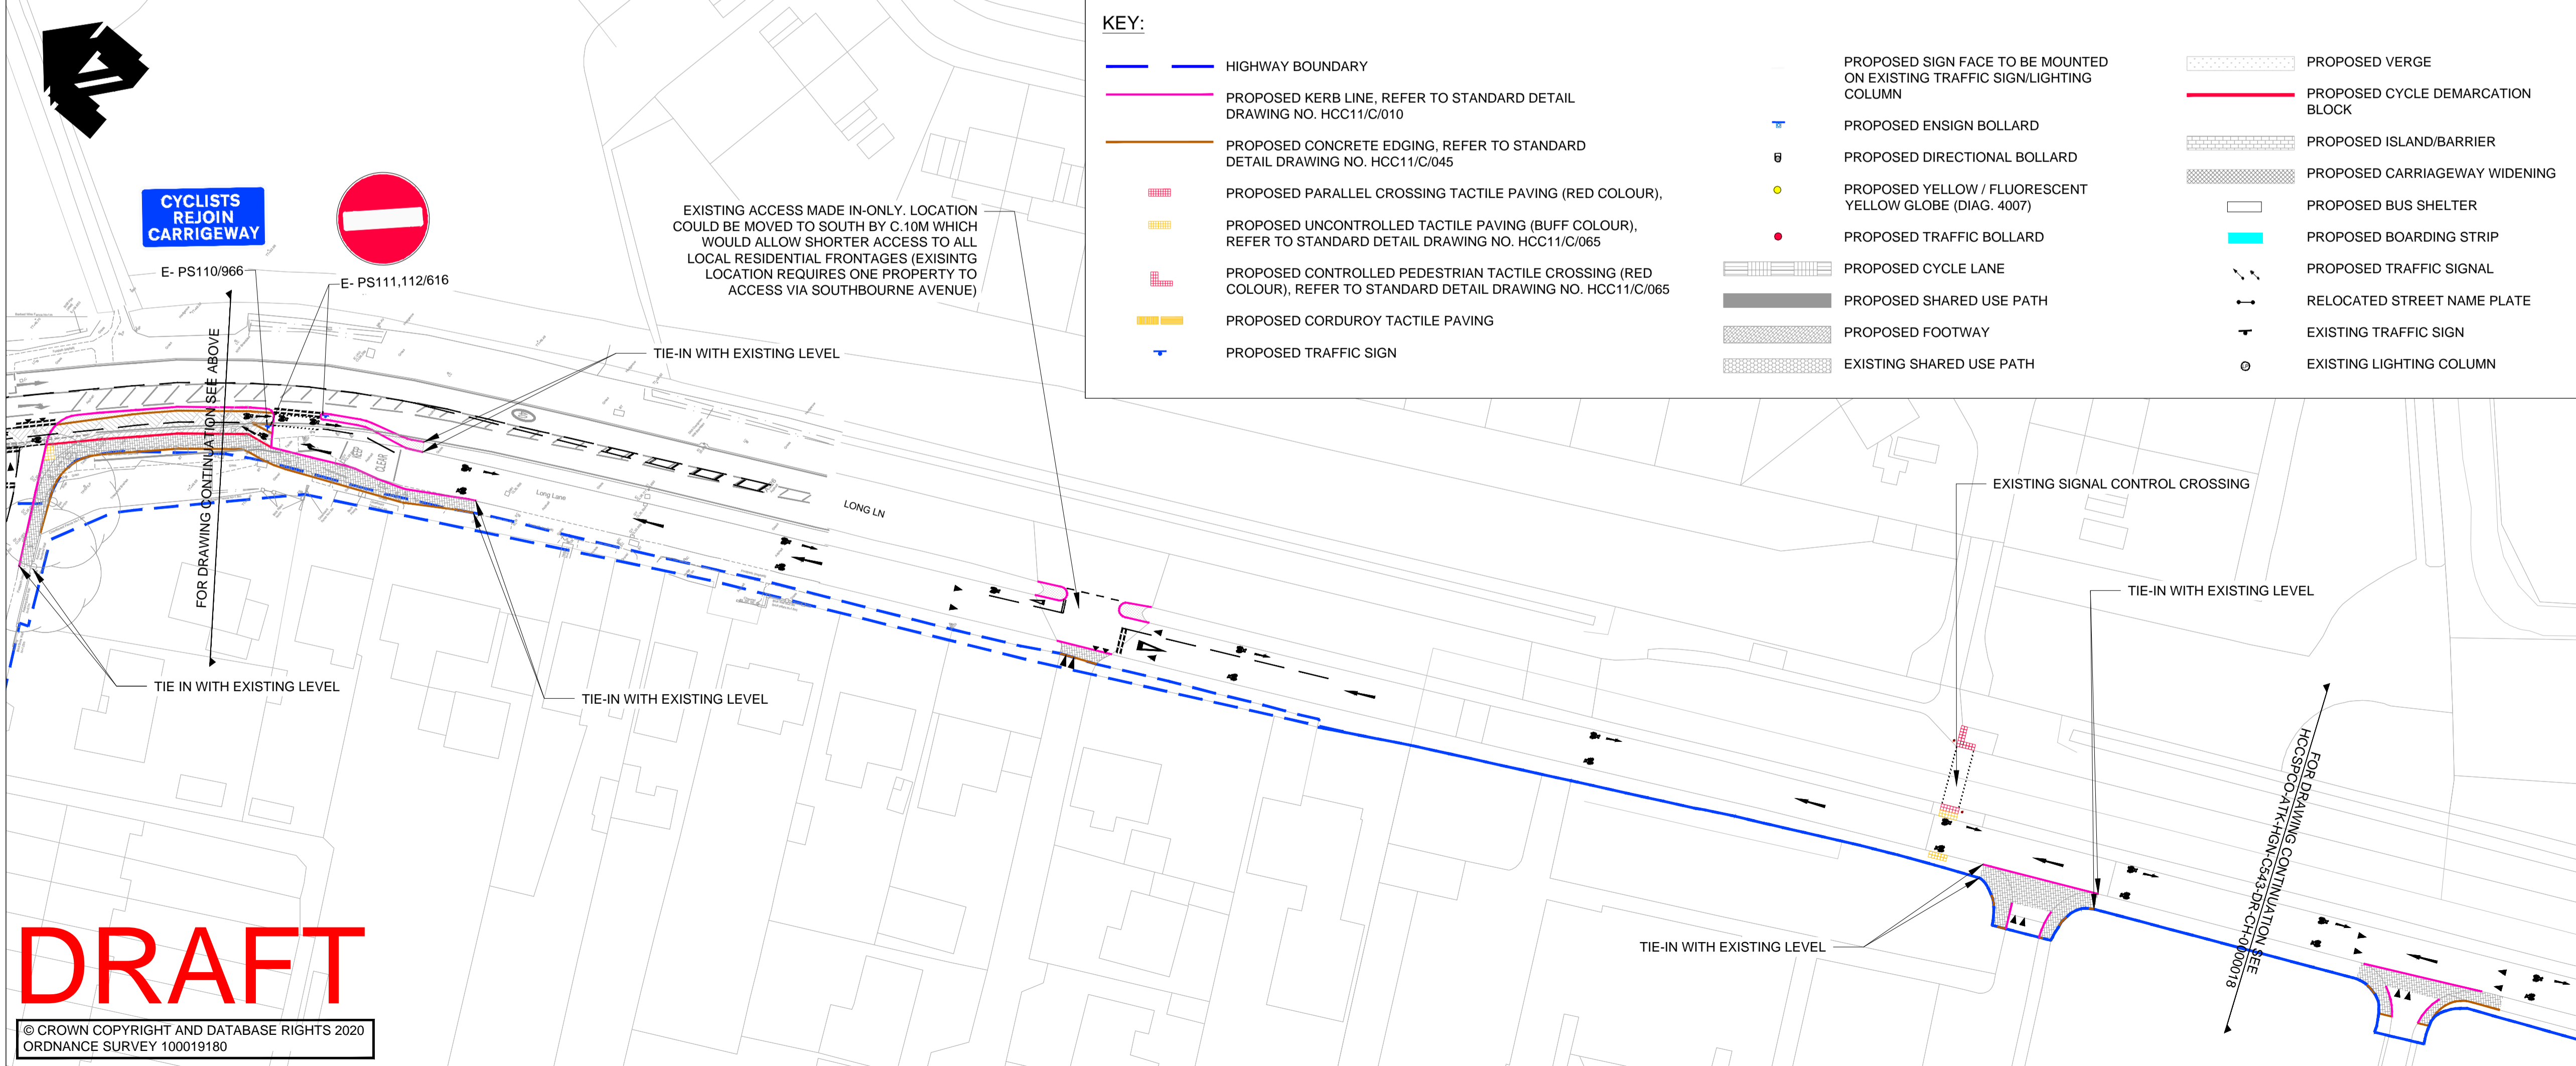 KEY:
HIGHWAY BOUNDARY
PROPOSED KERB LINE, REFER TO STANDARD DETAIL
DRAWING NO. HCC11/C/010
PROPOSED CONCRETE EDGING, REFER TO STANDARD
DETAIL DRAWING NO. HCC11/C/045
PROPOSED PARALLEL CROSSING TACTILE PAVING (RED COLOUR),
PROPOSED UNCONTROLLED TACTILE PAVING (BUFF COLOUR),
REFER TO STANDARD DETAIL DRAWING NO. HCC11/C/065
PROPOSED CONTROLLED PEDESTRIAN TACTILE CROSSING (RED
COLOUR), REFER TO STANDARD DETAIL DRAWING NO. HCC11/C/065
PROPOSED CORDUROY TACTILE PAVING
PROPOSED TRAFFIC SIGN
PROPOSED SIGN FACE TO BE MOUNTED
ON EXISTING TRAFFIC SIGN/LIGHTING
COLUMN
PROPOSED ENSIGN BOLLARD
PROPOSED DIRECTIONAL BOLLARD
PROPOSED YELLOW / FLUORESCENT
YELLOW GLOBE (DIAG. 4007)
PROPOSED TRAFFIC BOLLARD
PROPOSED CYCLE LANE
PROPOSED SHARED USE PATH
PROPOSED FOOTWAY
EXISTING SHARED USE PATH
PROPOSED VERGE
PROPOSED CYCLE DEMARCATION
BLOCK
PROPOSED ISLAND/BARRIER
PROPOSED CARRIAGEWAY WIDENING
PROPOSED BUS SHELTER
PROPOSED BOARDING STRIP
PROPOSED TRAFFIC SIGNAL
RELOCATED STREET NAME PLATE
EXISTING TRAFFIC SIGN
EXISTING LIGHTING COLUMN
CYCLISTS
REJOIN
CARRIGEWAY
E- PS110/966
E- PS111,112/616
EXISTING ACCESS MADE IN-ONLY. LOCATION
COULD BE MOVED TO SOUTH BY C.10M WHICH
WOULD ALLOW SHORTER ACCESS TO ALL
LOCAL RESIDENTIAL FRONTAGES (EXISINTG
LOCATION REQUIRES ONE PROPERTY TO
ACCESS VIA SOUTHBOURNE AVENUE)
TIE-IN WITH EXISTING LEVEL
FOR DRAWING CONTINUATION SEE ABOVE
CLEAR
Long Lane
LONG LN
EXISTING SIGNAL CONTROL CROSSING
TIE-IN WITH EXISTING LEVEL
TIE IN WITH EXISTING LEVEL
TIE-IN WITH EXISTING LEVEL
TIE-IN WITH EXISTING LEVEL
FOR DRAWING CONTINUATION SEE
HCCSPCO-ATK-HGN-C543-DR-CH-0000018
DRAFT
© CROWN COPYRIGHT AND DATABASE RIGHTS 2020
ORDNANCE SURVEY 100019180